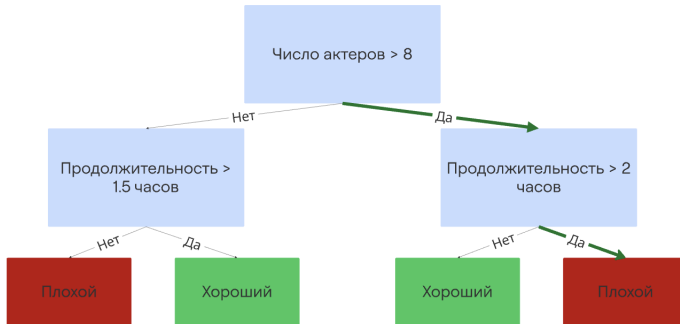 Число актеров > 8
Нет
Да
Продолжительность >
1.5 часов
Продолжительность > 2
часов
Нет
Да
Нет
Да
Плохой
Хороший
Хороший
Плохой